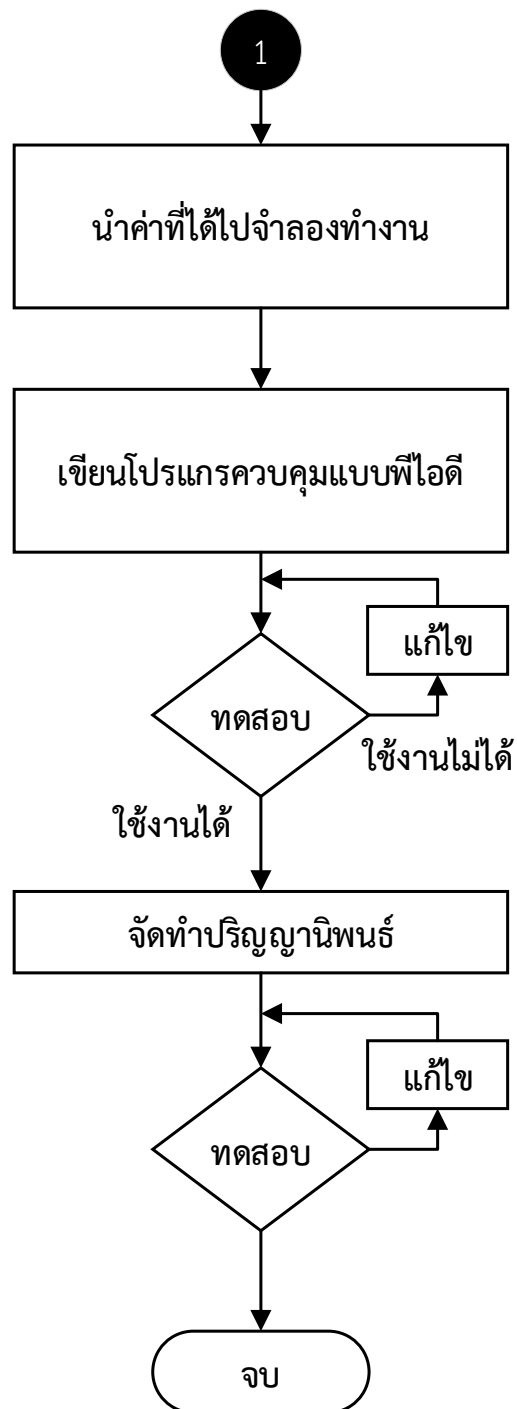 1
นำค่าที่ได้ไปจำลองทำงาน
เขียนโปรแกรควบคุมแบบพีไอดี
แก้ไข
ทดสอบ
ใช้งานไม่ได้
ใช้งานได้
จัดทำปริญญานิพนธ์
แก้ไข
ทดสอบ
จบ